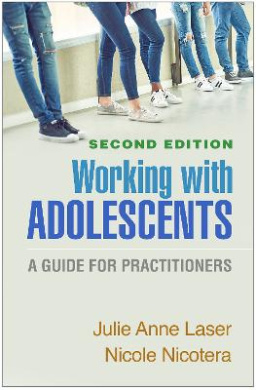 SECOND EDITION
Working with
ADOLESCENTS
A GUIDE FOR PRACTITIONERS
Julie Anne Laser
Nicole Nicotera